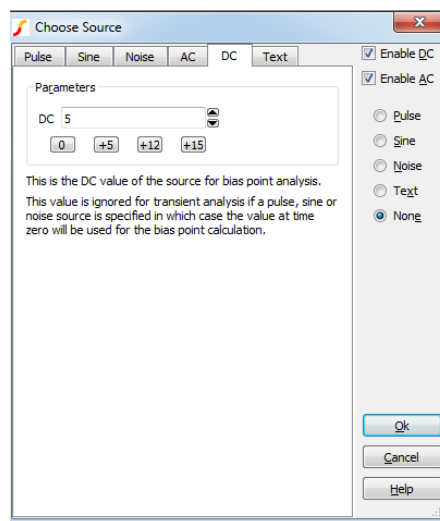 Choose Source
Pulse Sine Noise AC DC Text
Enable DC
Enable AC
Parameters
DC 5
0 +5 +12 +15
Pulse
Sine
Noise
Text
None
This is the DC value of the source for bias point analysis.
This value is ignored for transient analysis if a pulse, sine or
noise source is specified in which case the value at time
zero will be used for the bias point calculation.
Ok
Cancel
Help